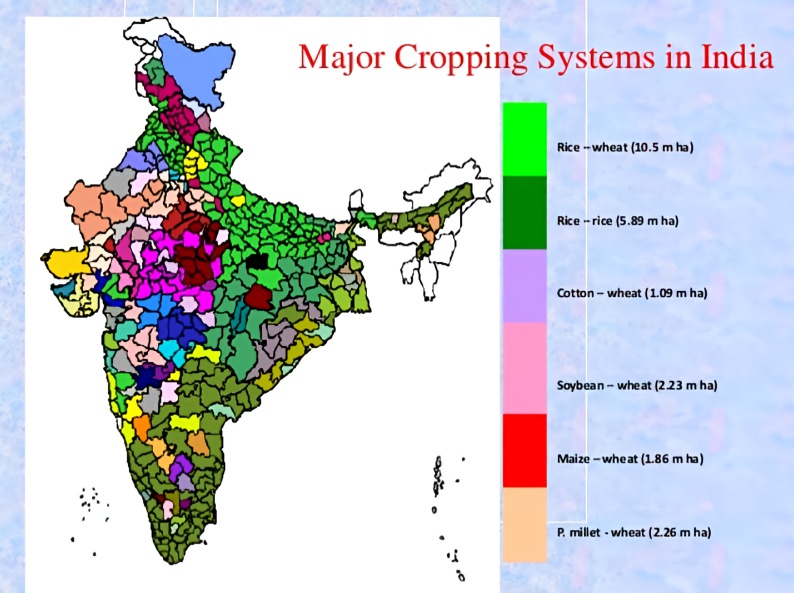 Major Cropping Systems in India
Rice – wheat (10.5 m ha)
Rice – rice (5.89 m ha)
Cotton – wheat (1.09 m ha)
Soybean – wheat (2.23 m ha)
Maize – wheat (1.86 m ha)
P. millet - wheat (2.26 m ha)